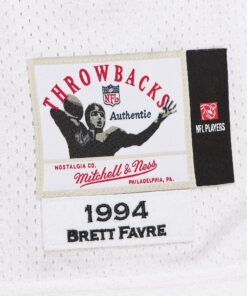 THROWBACKS
NFL
Authentic
NFL PLAYERS
NOSTALGIA CO.
Mitchell & Ness
PHILADELPHIA, PA.
1994
BRETT FAVRE